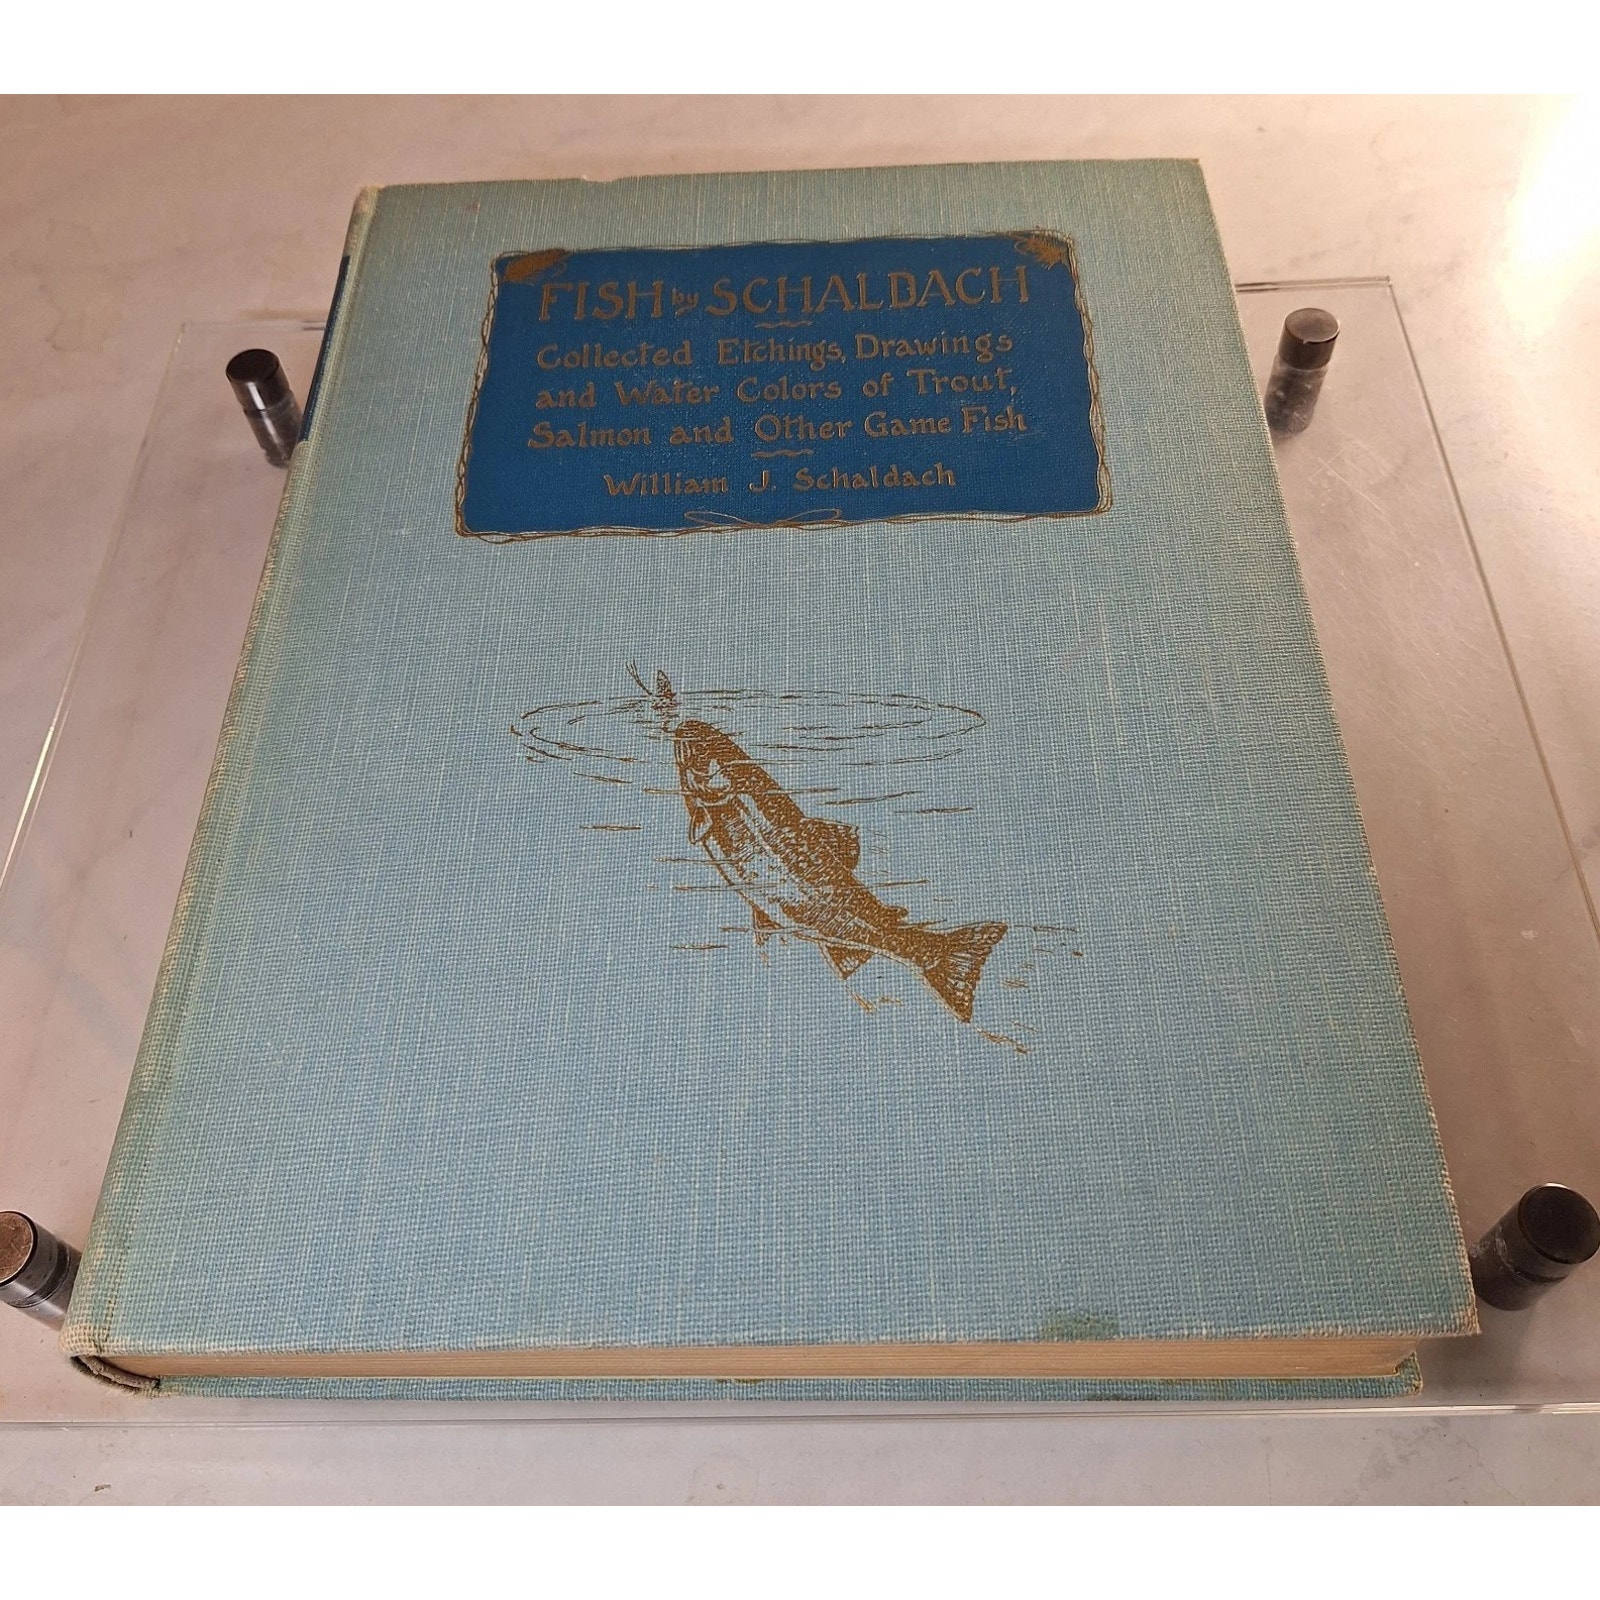 FISH by SCHALDACH
Collected Etchings, Drawings
and Water Colors of Trout,
Salmon and Other Game Fish
William J. Schaldach